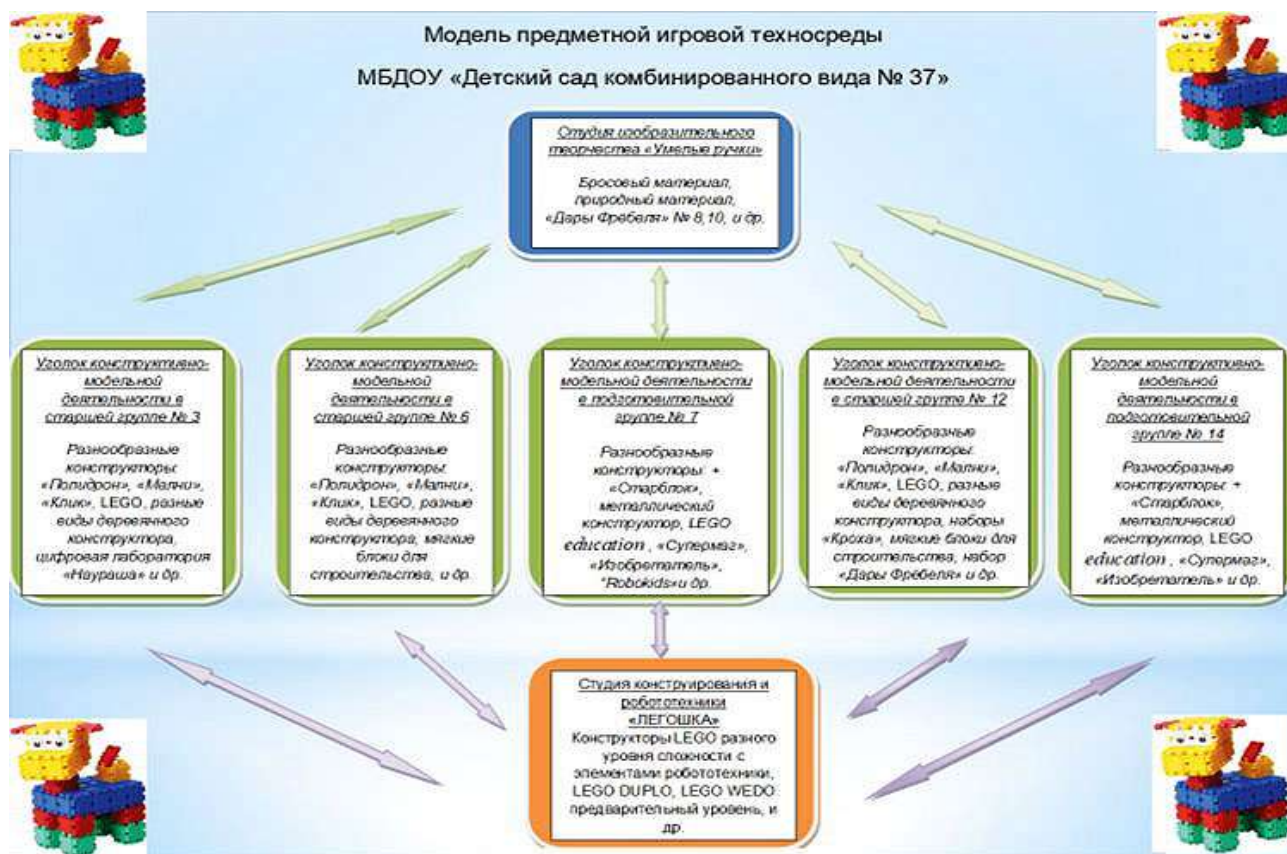 Модель предметной игровой техносреды
МБДОУ «Детский сад комбинированного вида № 37»
Студия изобразительного
творчества «Умелые ручки»
Бросовый материал,
природный материал,
«Дары Фребеля» № 8,10, и др.
Уголок конструктивно-
модельной
деятельности в
старшей группе № 3
Разнообразные
конструкторы:
«Полидрон», «Мални»,
«Клик», LEGO, разные
виды деревянного
конструктора,
цифровая лаборатория
«Наураша» и др.
Уголок конструктивно-
модельной
деятельности в
старшей группе № 6
Разнообразные
конструкторы:
«Полидрон», «Мални»,
«Клик», LEGO, разные
виды деревянного
конструктора, мягкие
блоки для
строительства, и др.
Уголок конструктивно-
модельной деятельности
в подготовительной
группе № 7
Разнообразные
конструкторы: +
«Старблок»,
металлический
конструктор, LEGO
education , «Супермаг»,
«Изобретатель»,
"Robokids»и др.
Уголок конструктивно-
модельной деятельности
в старшей группе № 12
Разнообразные
конструкторы:
«Полидрон», «Мални»,
«Клик», LEGO, разные
виды деревянного
конструктора, наборы
«Кроха», мягкие блоки для
строительства, набор
«Дары Фребеля» и др.
Уголок конструктивно-
модельной
деятельности в
подготовительной
группе № 14
Разнообразные
конструкторы: +
«Старблок»,
металлический
конструктор, LEGO
education , «Супермаг»,
«Изобретатель» и др.
Студия конструирования и
робототехники
«ЛЕГОШКА»
Конструкторы LEGO разного
уровня сложности с
элементами робототехники,
LEGO DUPLO, LEGO WEDO
предварительный уровень, и
др.